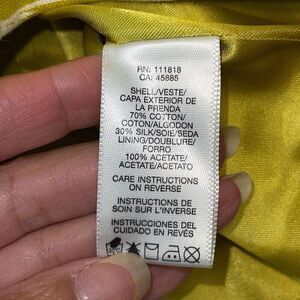 RN: 111818
CA: 45885
SHELL/VESTE/
CAPA EXTERIOR DE
LA PRENDA
70% COTTON/
COTON/ALGODON
30% SILK/SOIE/SEDA
LINING/DOUBLURE/
FORRO
100% ACETATE/
ACETATE/ACETATO
CARE INSTRUCTIONS
ON REVERSE
INSTRUCTIONS DE
SOIN SUR L'INVERSE
INSTRUCCIONES DEL
CUIDADO EN REVÉS